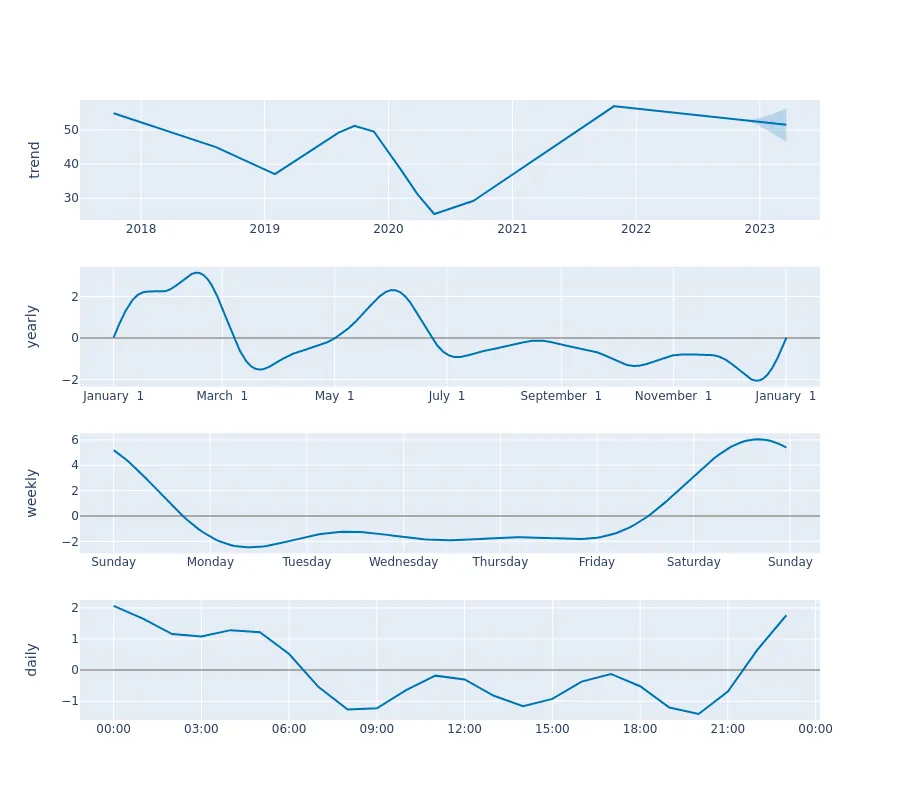 trend
50
40
30
2018 2019 2020 2021 2022 2023
yearly
2
0
−2
January 1 March 1 May 1 July 1 September 1 November 1 January 1
weekly
6
4
2
0
−2
Sunday Monday Tuesday Wednesday Thursday Friday Saturday Sunday
daily
2
1
0
−1
00:00 03:00 06:00 09:00 12:00 15:00 18:00 21:00 00:00